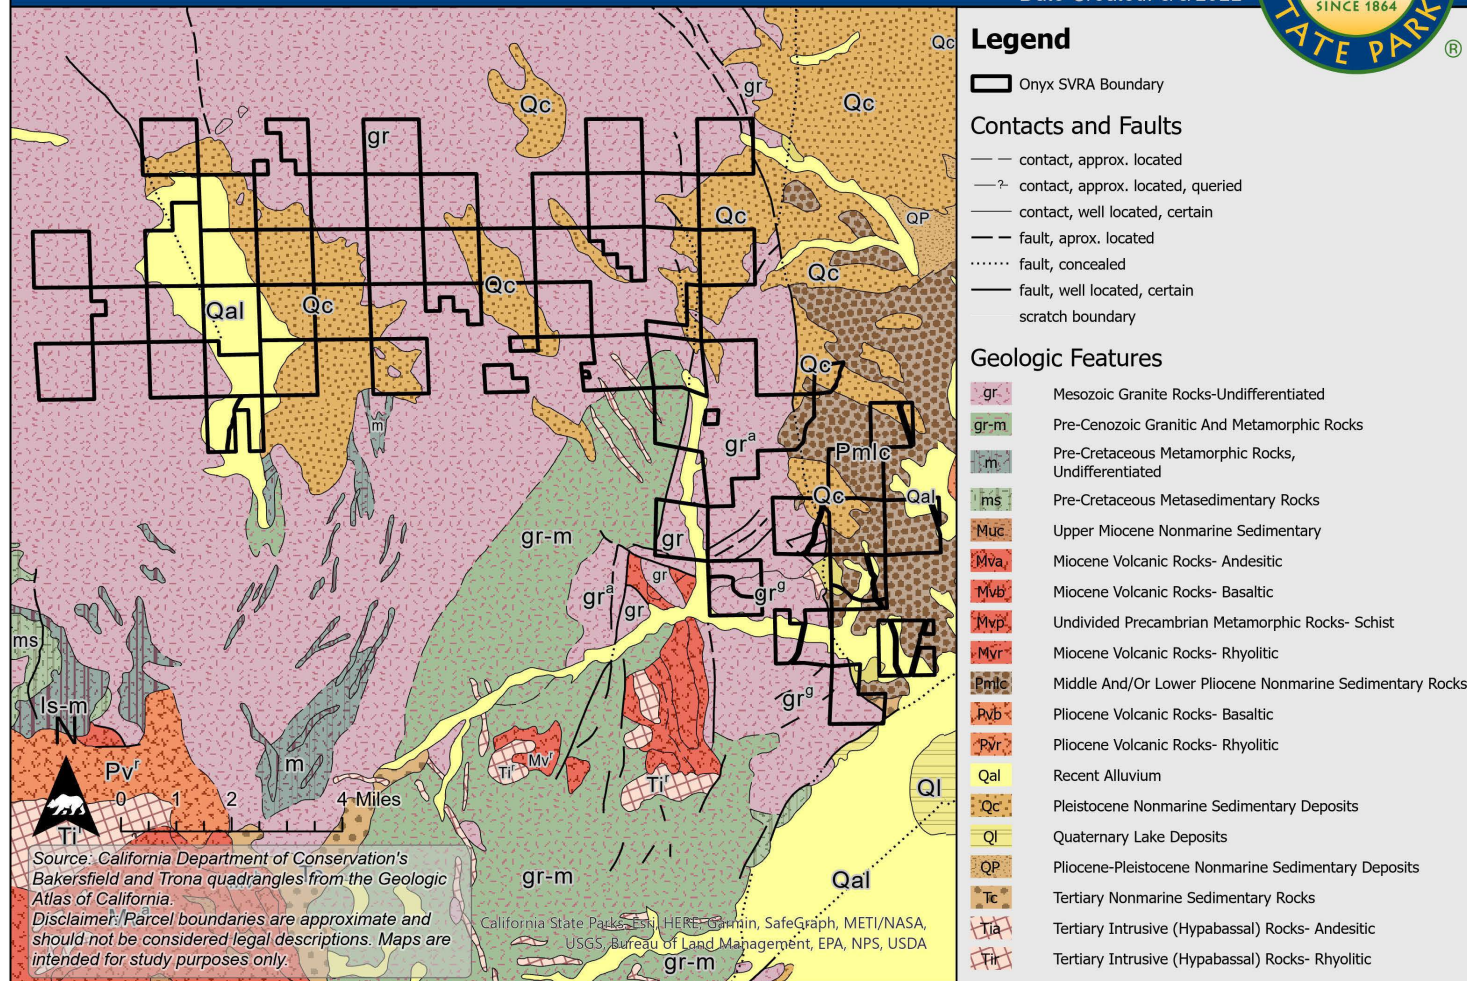 SINCE 1864
STATE PARK
®
Legend
Onyx SVRA Boundary
Contacts and Faults
contact, approx. located
?
contact, approx. located, queried
contact, well located, certain
fault, aprox. located
fault, concealed
fault, well located, certain
scratch boundary
Geologic Features
gr Mesozoic Granite Rocks-Undifferentiated
gr-m Pre-Cenozoic Granitic And Metamorphic Rocks
m Pre-Cretaceous Metamorphic Rocks,
Undifferentiated
ms Pre-Cretaceous Metasedimentary Rocks
Muc Upper Miocene Nonmarine Sedimentary
Mva Miocene Volcanic Rocks- Andesitic
Mvb Miocene Volcanic Rocks- Basaltic
Mvp Undivided Precambrian Metamorphic Rocks- Schist
Mvr Miocene Volcanic Rocks- Rhyolitic
Pmlc Middle And/Or Lower Pliocene Nonmarine Sedimentary Rocks
Pvb Pliocene Volcanic Rocks- Basaltic
Pvr Pliocene Volcanic Rocks- Rhyolitic
Qal Recent Alluvium
Qc Pleistocene Nonmarine Sedimentary Deposits
Ql Quaternary Lake Deposits
QP Pliocene-Pleistocene Nonmarine Sedimentary Deposits
Tc Tertiary Nonmarine Sedimentary Rocks
Tia Tertiary Intrusive (Hypabassal) Rocks- Andesitic
Tir Tertiary Intrusive (Hypabassal) Rocks- Rhyolitic
Qc
gr
Qc
Qc
gr
Qc
QP
Qc
Qc
Qal
Qc
Qc
m
gr^a
Pmlc
Qc
Qal
gr-m
gr
gr
gr^a
gr
gr^g
ms
gr^g
ls-m
N
m
Pv^r
Mv^r
Ti^r
Ti^r
Ql
0 1 2 4 Miles
Ti^r
gr-m
Qal
gr-m
Source: California Department of Conservation's
Bakersfield and Trona quadrangles from the Geologic
Atlas of California.
Disclaimer: Parcel boundaries are approximate and
should not be considered legal descriptions. Maps are
intended for study purposes only.
California State Parks, Esri, HERE, Garmin, SafeGraph, METI/NASA,
USGS, Bureau of Land Management, EPA, NPS, USDA